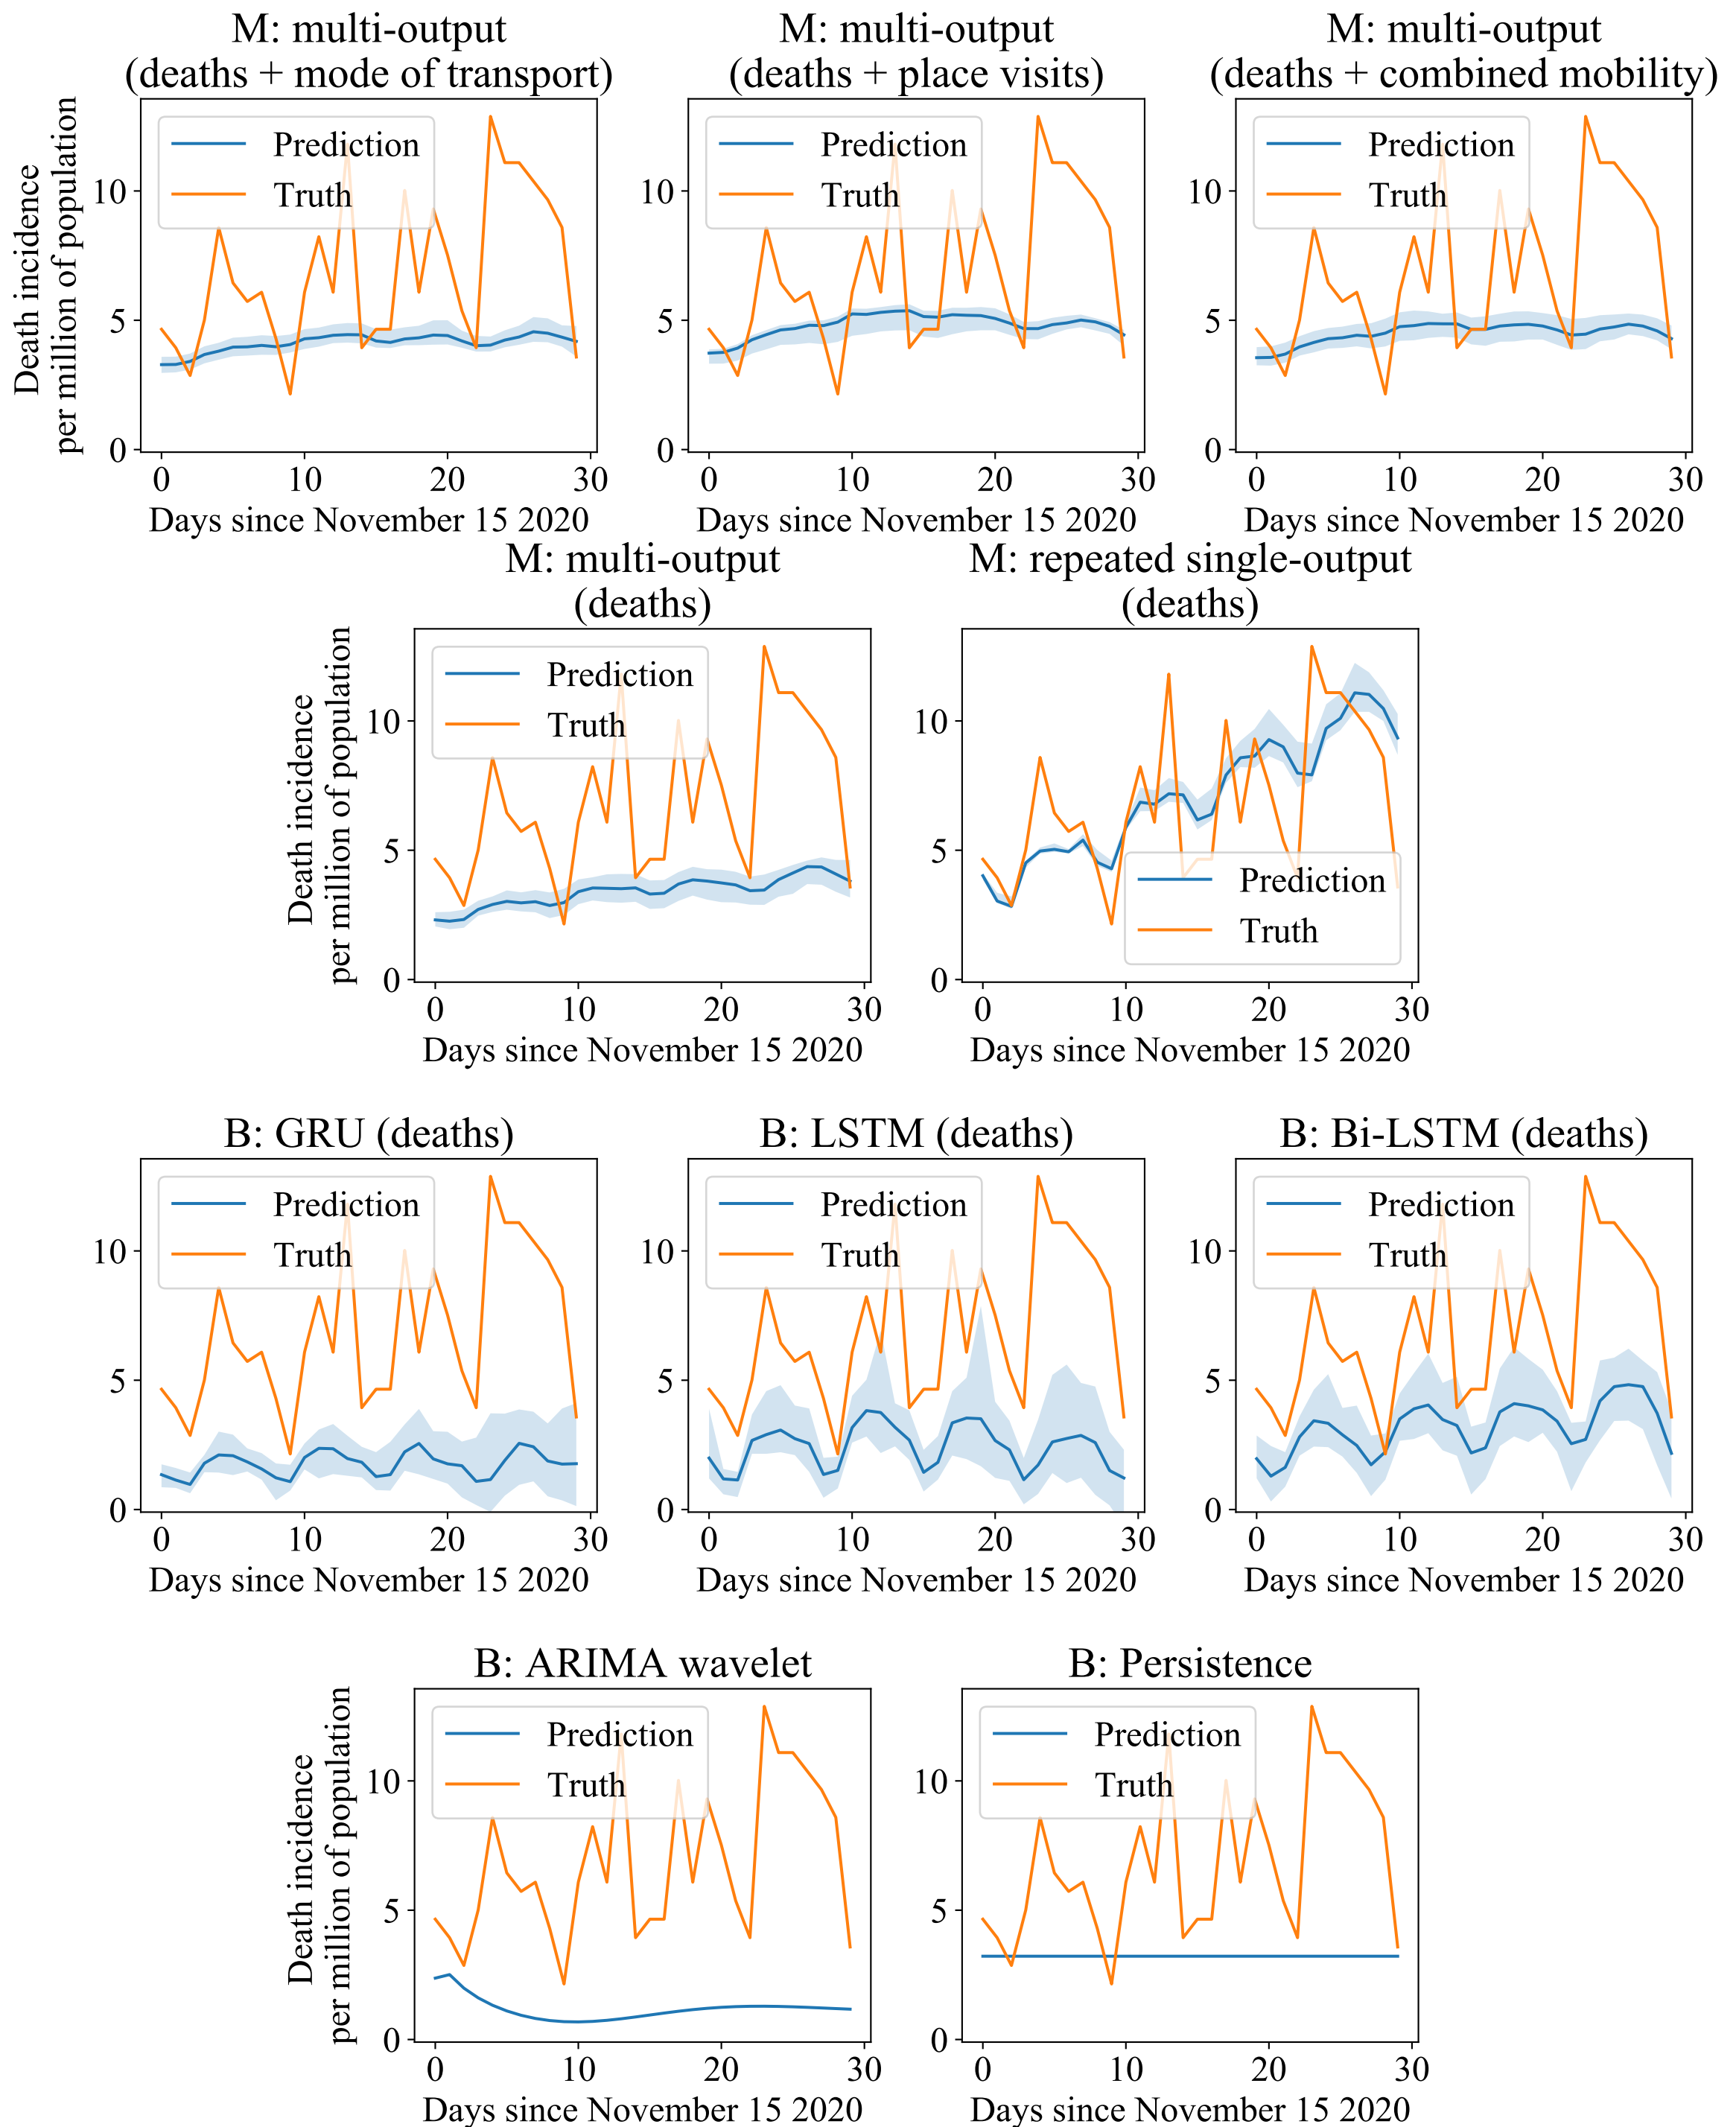 M: multi-output
(deaths + mode of transport)
Death incidence
per million of population
Prediction
Truth
10
5
0
0 10 20 30
Days since November 15 2020
M: multi-output
(deaths + place visits)
Prediction
Truth
10
5
0
0 10 20 30
Days since November 15 2020
M: multi-output
(deaths + combined mobility)
Prediction
Truth
10
5
0
0 10 20 30
Days since November 15 2020
M: multi-output
(deaths)
Death incidence
per million of population
Prediction
Truth
10
5
0
0 10 20 30
Days since November 15 2020
M: repeated single-output
(deaths)
10
5
0
Prediction
Truth
0 10 20 30
Days since November 15 2020
B: GRU (deaths)
Prediction
Truth
10
5
0
0 10 20 30
Days since November 15 2020
B: LSTM (deaths)
Prediction
Truth
10
5
0
0 10 20 30
Days since November 15 2020
B: Bi-LSTM (deaths)
Prediction
Truth
10
5
0
0 10 20 30
Days since November 15 2020
B: ARIMA wavelet
Death incidence
per million of population
Prediction
Truth
10
5
0
0 10 20 30
Days since November 15 2020
B: Persistence
Prediction
Truth
10
5
0
0 10 20 30
Days since November 15 2020